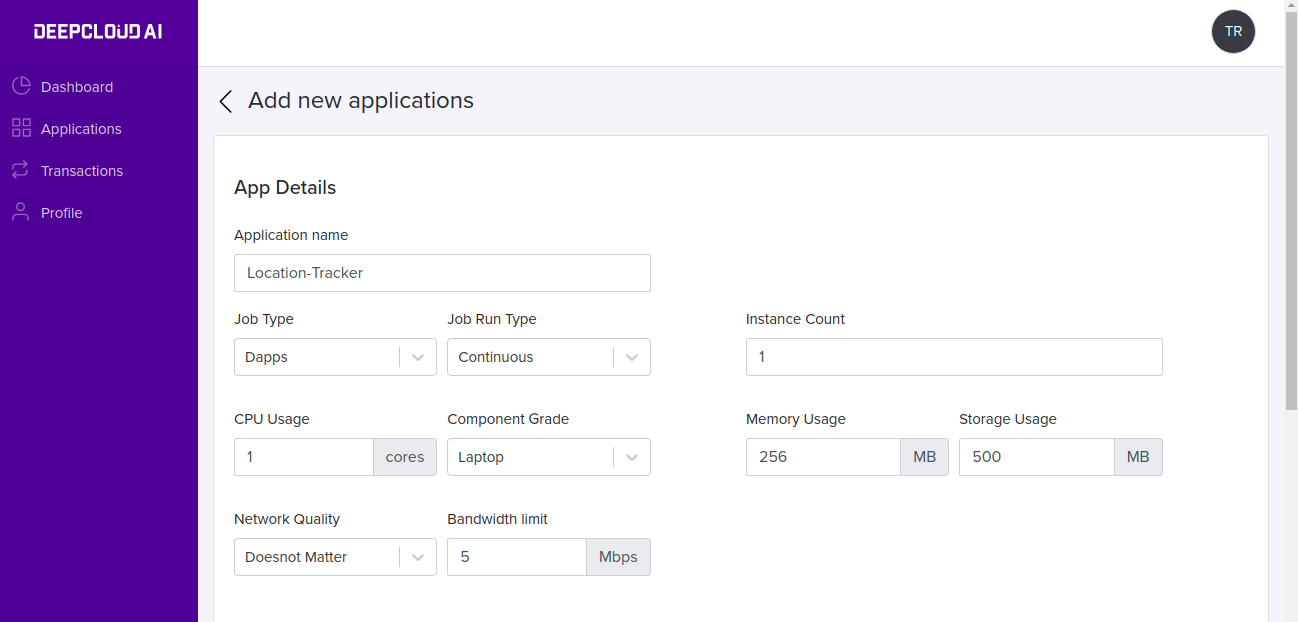 DEEPCLOUD AI
TR
Dashboard
Applications
Transactions
Profile
Add new applications
App Details
Application name
Location-Tracker
Job Type
Job Run Type
Instance Count
Dapps
Continuous
1
CPU Usage
Component Grade
Memory Usage
Storage Usage
1 cores
Laptop
256 MB
500 MB
Network Quality
Bandwidth limit
Doesnot Matter
5 Mbps